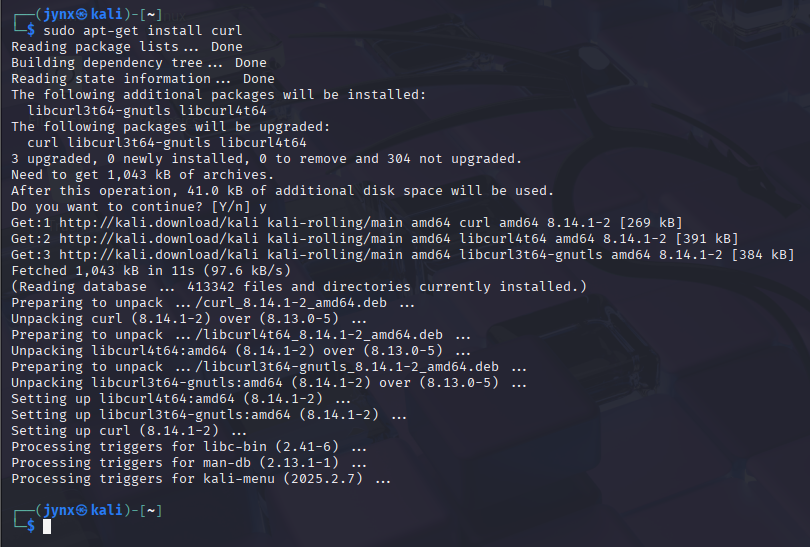 ┌──(jynx㉿kali)-[~]
└─$ sudo apt-get install curl
Reading package lists... Done
Building dependency tree... Done
Reading state information... Done
The following additional packages will be installed:
  libcurl3t64-gnutls libcurl4t64
The following packages will be upgraded:
  curl libcurl3t64-gnutls libcurl4t64
3 upgraded, 0 newly installed, 0 to remove and 304 not upgraded.
Need to get 1,043 kB of archives.
After this operation, 41.0 kB of additional disk space will be used.
Do you want to continue? [Y/n] y
Get:1 http://kali.download/kali kali-rolling/main amd64 curl amd64 8.14.1-2 [269 kB]
Get:2 http://kali.download/kali kali-rolling/main amd64 libcurl4t64 amd64 8.14.1-2 [391 kB]
Get:3 http://kali.download/kali kali-rolling/main amd64 libcurl3t64-gnutls amd64 8.14.1-2 [384 kB]
Fetched 1,043 kB in 11s (97.6 kB/s)
(Reading database ... 413342 files and directories currently installed.)
Preparing to unpack .../curl_8.14.1-2_amd64.deb ...
Unpacking curl (8.14.1-2) over (8.13.0-5) ...
Preparing to unpack .../libcurl4t64_8.14.1-2_amd64.deb ...
Unpacking libcurl4t64:amd64 (8.14.1-2) over (8.13.0-5) ...
Preparing to unpack .../libcurl3t64-gnutls_8.14.1-2_amd64.deb ...
Unpacking libcurl3t64-gnutls:amd64 (8.14.1-2) over (8.13.0-5) ...
Setting up libcurl4t64:amd64 (8.14.1-2) ...
Setting up libcurl3t64-gnutls:amd64 (8.14.1-2) ...
Setting up curl (8.14.1-2) ...
Processing triggers for libc-bin (2.41-6) ...
Processing triggers for man-db (2.13.1-1) ...
Processing triggers for kali-menu (2025.2.7) ...
┌──(jynx㉿kali)-[~]
└─$